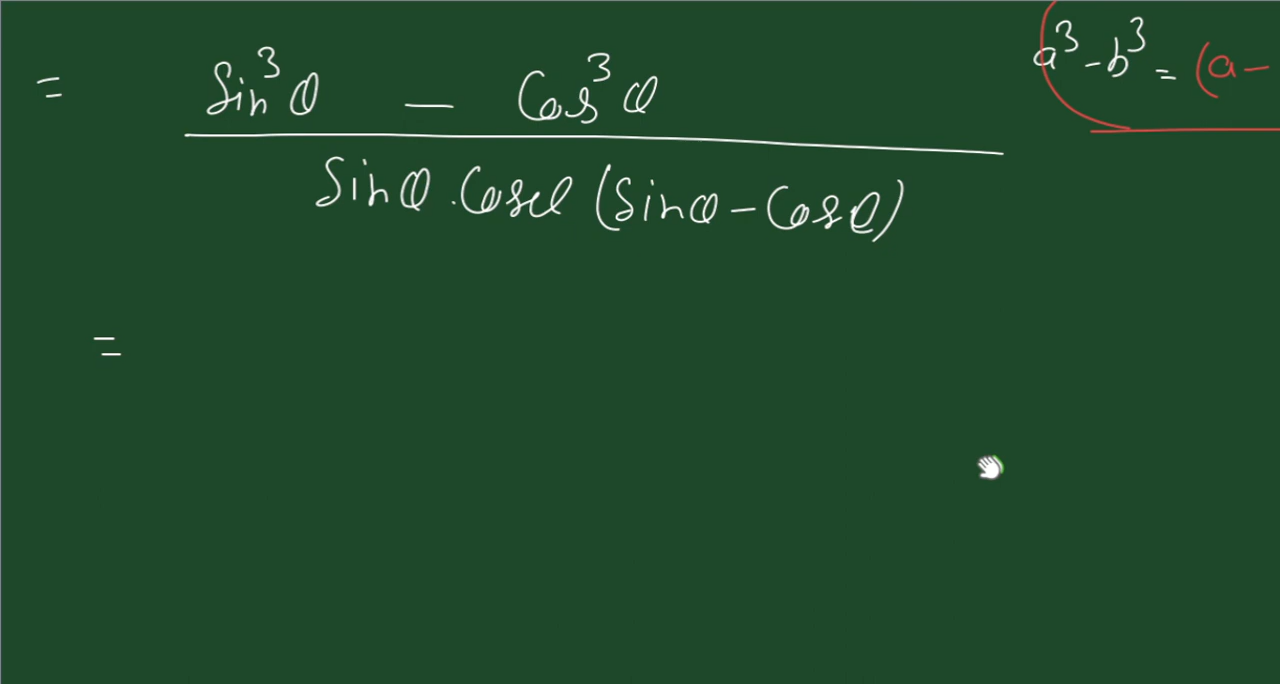 = Sin³θ - Cos³θ
Sinθ . Cosθ (Sinθ - Cosθ)
=
a³ - b³ = (a -